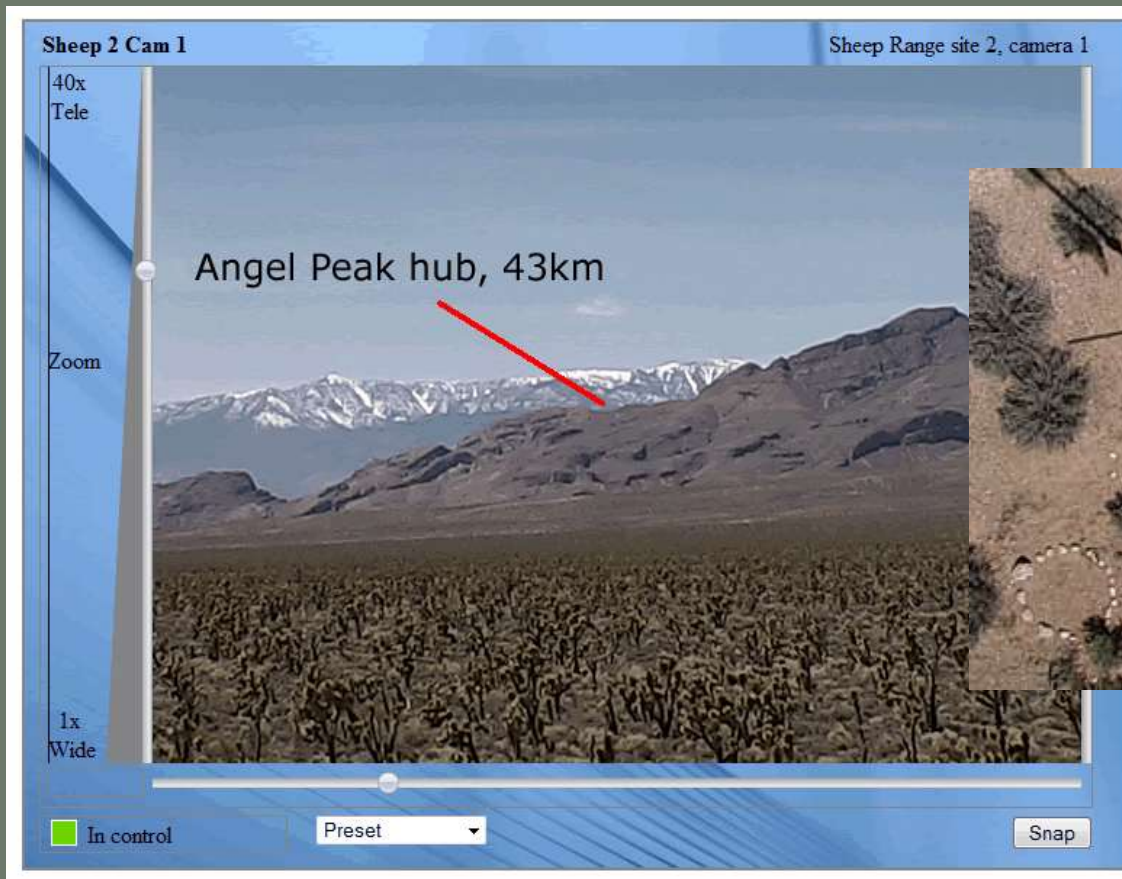 Sheep 2 Cam 1
Sheep Range site 2, camera 1
40x
Tele
Angel Peak hub, 43km
Zoom
1x
Wide
In control
Preset
Snap